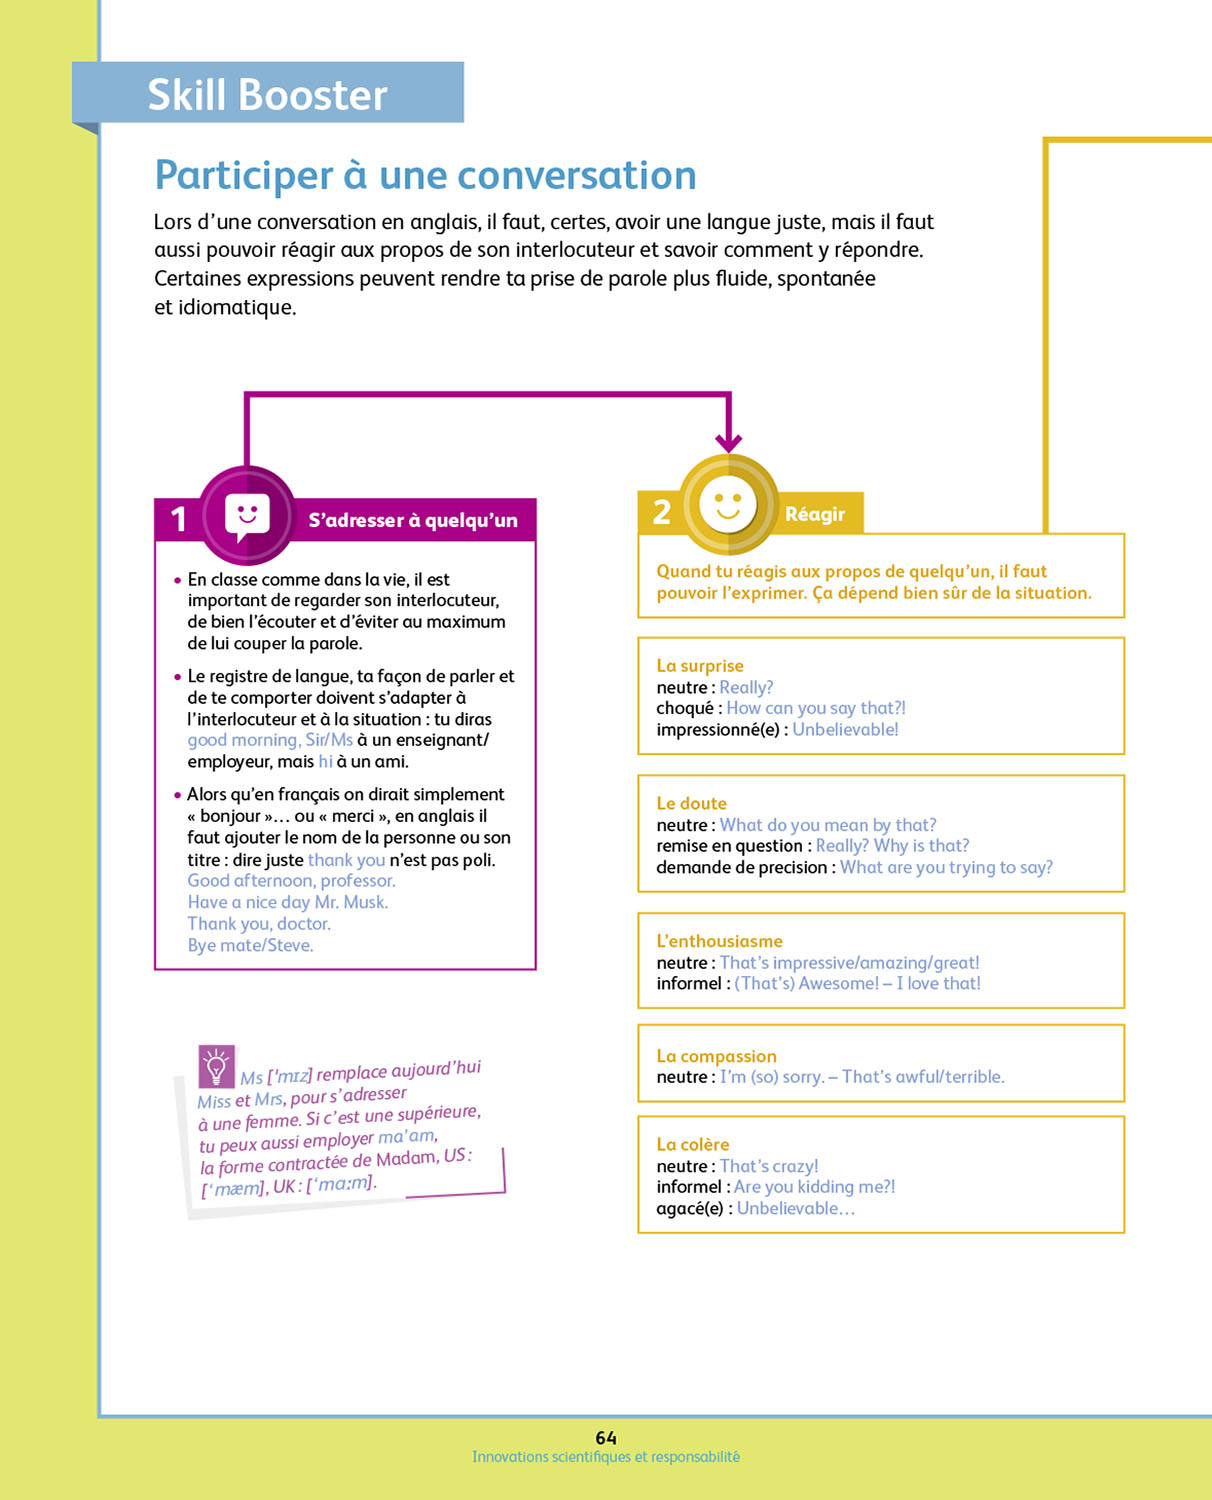 Skill Booster
Participer à une conversation
Lors d’une conversation en anglais, il faut, certes, avoir une langue juste, mais il faut
aussi pouvoir réagir aux propos de son interlocuteur et savoir comment y répondre.
Certaines expressions peuvent rendre ta prise de parole plus fluide, spontanée
et idiomatique.
1 S’adresser à quelqu’un
• En classe comme dans la vie, il est
important de regarder son interlocuteur,
de bien l’écouter et d’éviter au maximum
de lui couper la parole.
• Le registre de langue, ta façon de parler et
de te comporter doivent s’adapter à
l’interlocuteur et à la situation : tu diras
good morning, Sir/Ms à un enseignant/
employeur, mais hi à un ami.
• Alors qu’en français on dirait simplement
« bonjour »… ou « merci », en anglais il
faut ajouter le nom de la personne ou son
titre : dire juste thank you n’est pas poli.
Good afternoon, professor.
Have a nice day Mr. Musk.
Thank you, doctor.
Bye mate/Steve.
Ms ['mɪz] remplace aujourd’hui
Miss et Mrs, pour s’adresser
à une femme. Si c’est une supérieure,
tu peux aussi employer ma’am,
la forme contractée de Madam, US :
[‘mæm], UK : [‘mɑːm].
2 Réagir
Quand tu réagis aux propos de quelqu’un, il faut
pouvoir l’exprimer. Ça dépend bien sûr de la situation.
La surprise
neutre : Really?
choqué : How can you say that?!
impressionné(e) : Unbelievable!
Le doute
neutre : What do you mean by that?
remise en question : Really? Why is that?
demande de precision : What are you trying to say?
L’enthousiasme
neutre : That’s impressive/amazing/great!
informel : (That’s) Awesome! – I love that!
La compassion
neutre : I’m (so) sorry. – That’s awful/terrible.
La colère
neutre : That’s crazy!
informel : Are you kidding me?!
agacé(e) : Unbelievable…
64
Innovations scientifiques et responsabilité